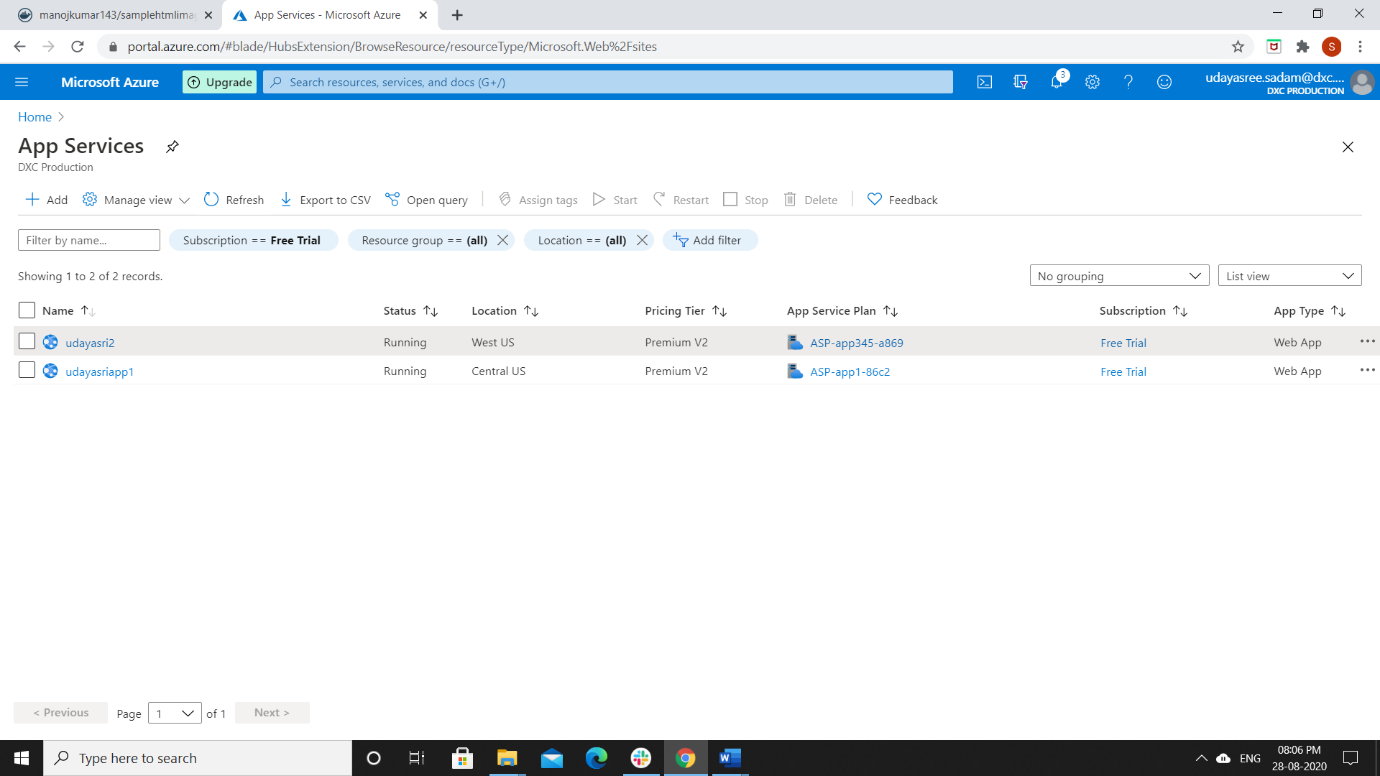 manojkumar143/samplehtmlima
App Services - Microsoft Azure
portal.azure.com/#blade/HubsExtension/BrowseResource/resourceType/Microsoft.Web%2Fsites
S
Microsoft Azure
Upgrade
Search resources, services, and docs (G+/)
3
udayasree.sadam@dxc....
DXC PRODUCTION
Home >
App Services
DXC Production
Add Manage view Refresh Export to CSV Open query Assign tags Start Restart Stop Delete Feedback
Filter by name... Subscription == Free Trial Resource group == (all) Location == (all) Add filter
Showing 1 to 2 of 2 records. No grouping List view
Name Status Location Pricing Tier App Service Plan Subscription App Type
udayasri2 Running West US Premium V2 ASP-app345-a869 Free Trial Web App
udayasriapp1 Running Central US Premium V2 ASP-app1-86c2 Free Trial Web App
< Previous Page 1 of 1 Next >
Type here to search
W
ENG
08:06 PM
28-08-2020